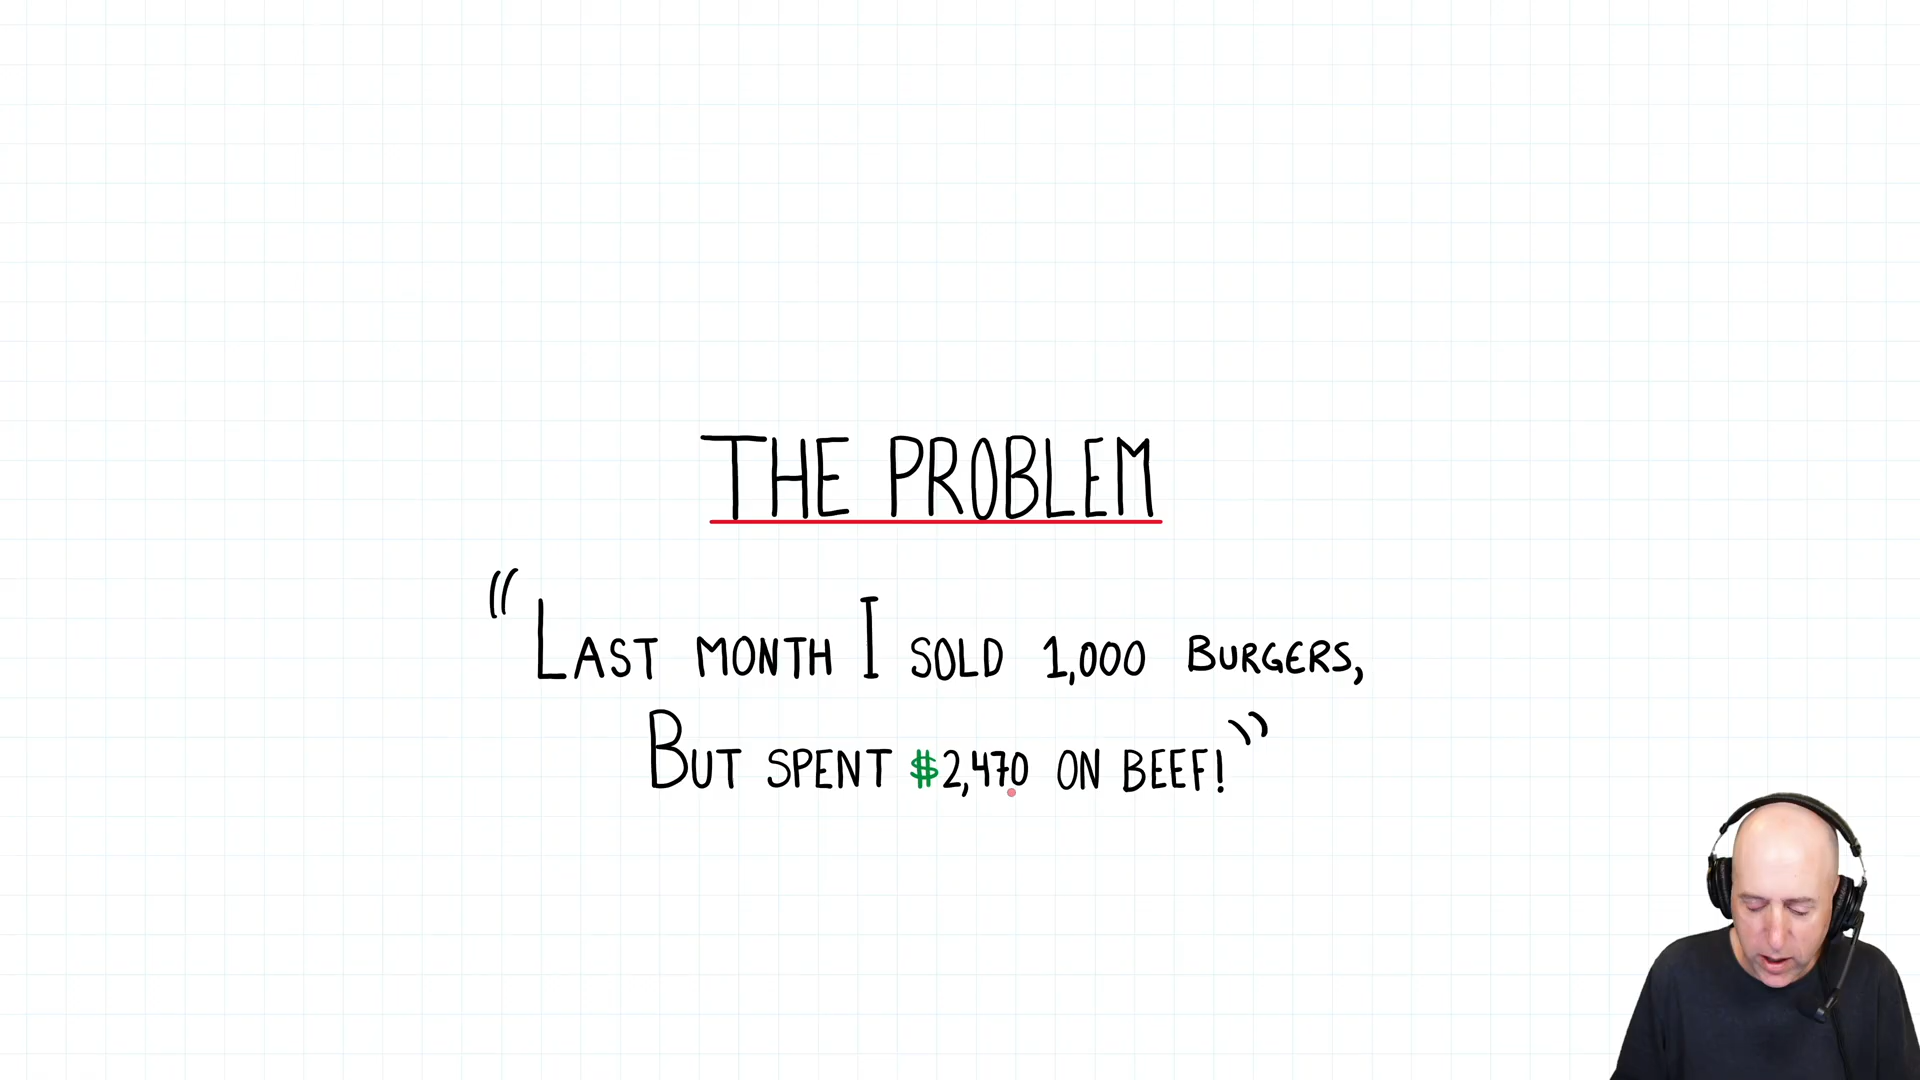 THE PROBLEM
"LAST MONTH I SOLD 1,000 BURGERS,
BUT SPENT $2,470 ON BEEF!"